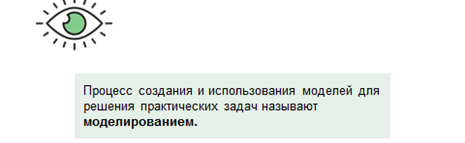 Процесс создания и использования моделей для
решения практических задач называют
моделированием.